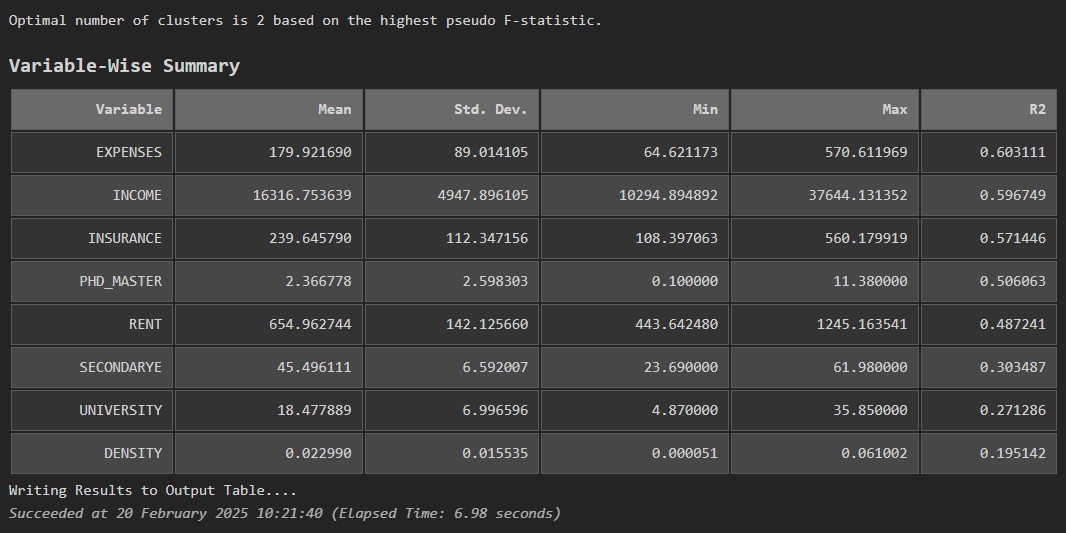 Optimal number of clusters is 2 based on the highest pseudo F-statistic.
Variable-Wise Summary
Variable Mean Std. Dev. Min Max R2
EXPENSES 179.921690 89.014105 64.621173 570.611969 0.603111
INCOME 16316.753639 4947.896105 10294.894892 37644.131352 0.596749
INSURANCE 239.645790 112.347156 108.397063 560.179919 0.571446
PHD_MASTER 2.366778 2.598303 0.100000 11.380000 0.506063
RENT 654.962744 142.125660 443.642480 1245.163541 0.487241
SECONDARYE 45.496111 6.592007 23.690000 61.980000 0.303487
UNIVERSITY 18.477889 6.996596 4.870000 35.850000 0.271286
DENSITY 0.022990 0.015535 0.000051 0.061002 0.195142
Writing Results to Output Table....
Succeeded at 20 February 2025 10:21:40 (Elapsed Time: 6.98 seconds)